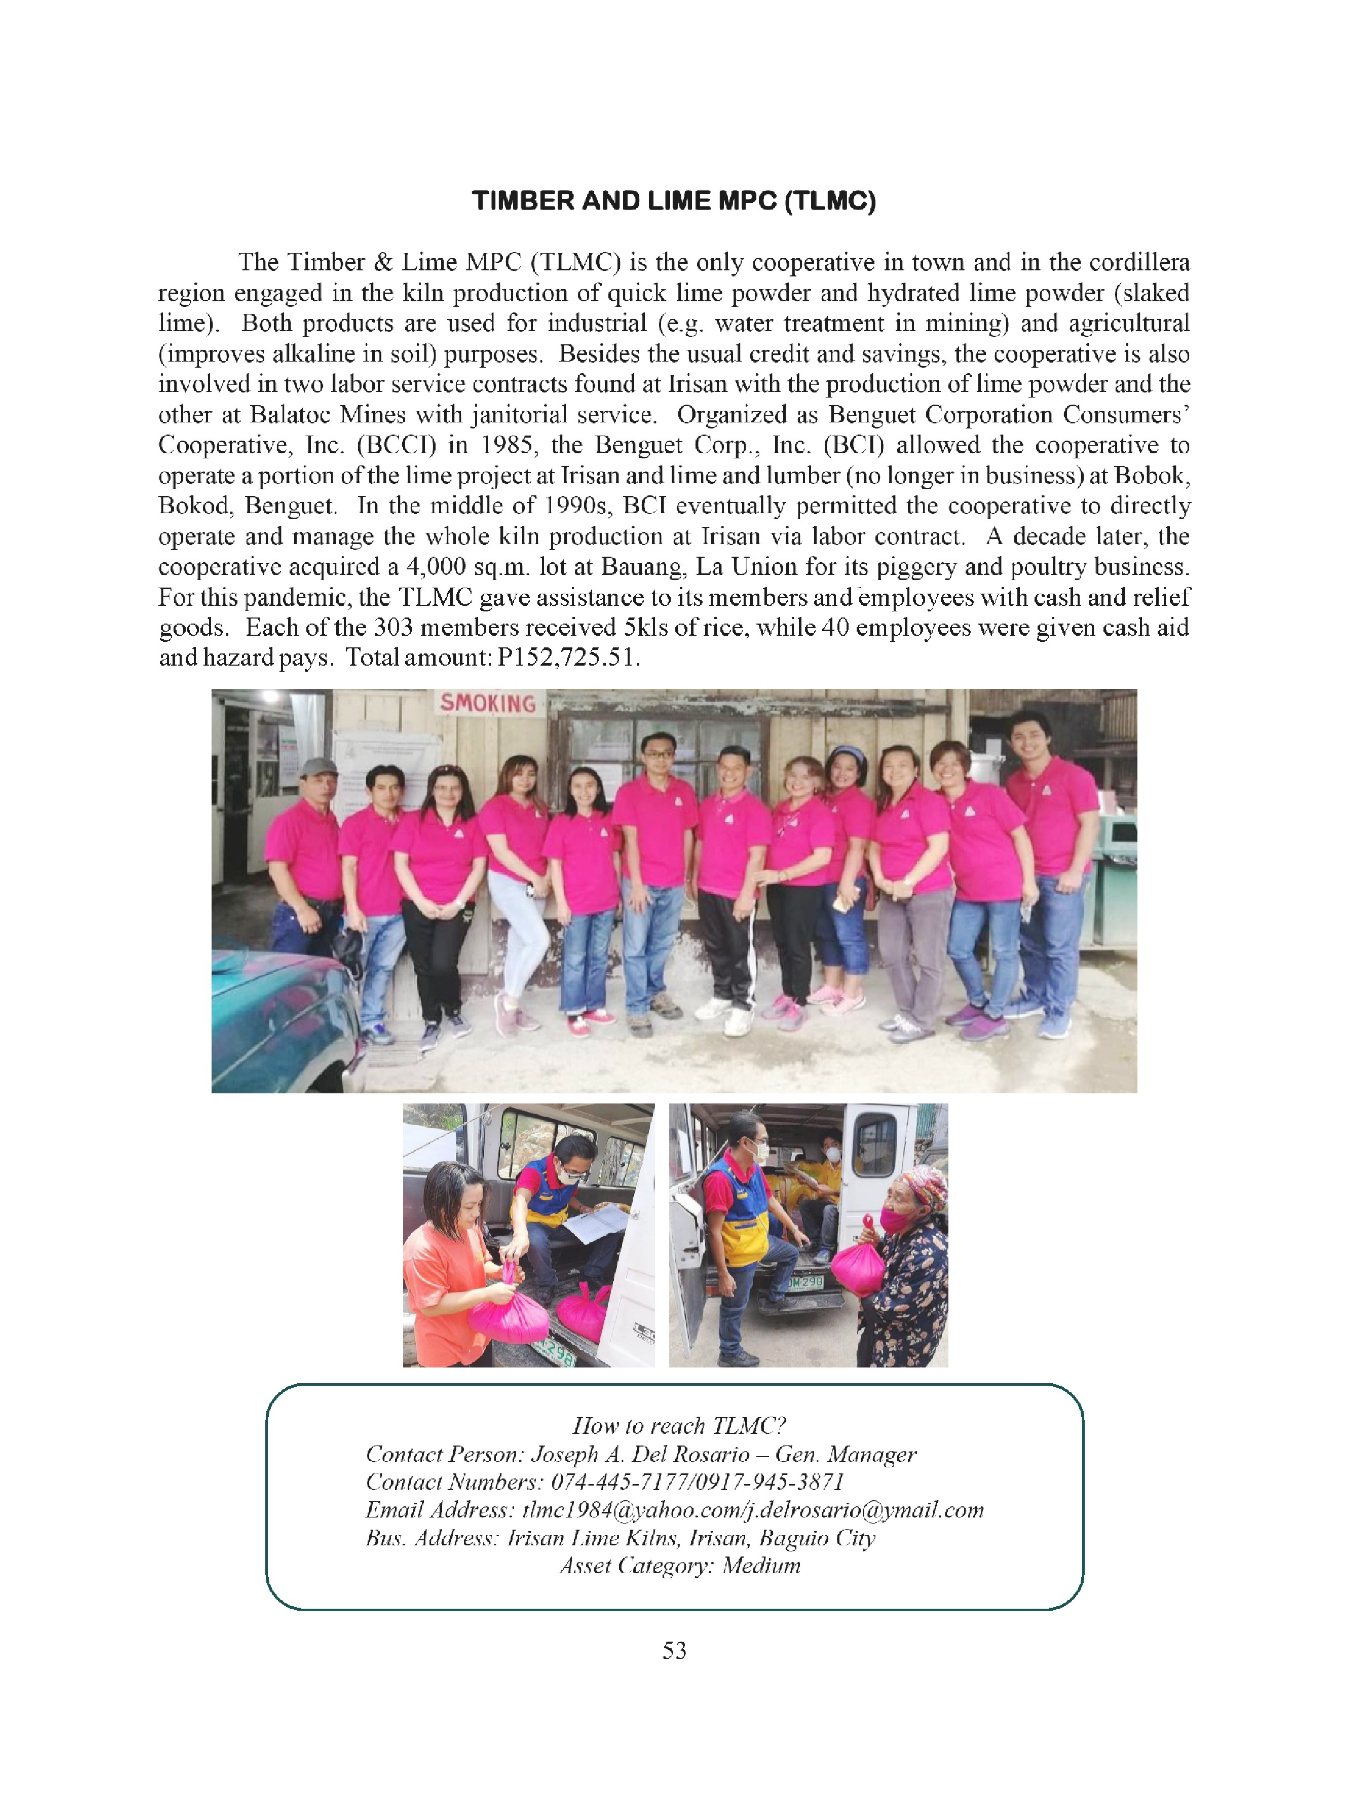 TIMBER AND LIME MPC (TLMC)
The Timber & Lime MPC (TLMC) is the only cooperative in town and in the cordillera
region engaged in the kiln production of quick lime powder and hydrated lime powder (slaked
lime). Both products are used for industrial (e.g. water treatment in mining) and agricultural
(improves alkaline in soil) purposes. Besides the usual credit and savings, the cooperative is also
involved in two labor service contracts found at Irisan with the production of lime powder and the
other at Balatoc Mines with janitorial service. Organized as Benguet Corporation Consumers’
Cooperative, Inc. (BCCI) in 1985, the Benguet Corp., Inc. (BCI) allowed the cooperative to
operate a portion of the lime project at Irisan and lime and lumber (no longer in business) at Bobok,
Bokod, Benguet. In the middle of 1990s, BCI eventually permitted the cooperative to directly
operate and manage the whole kiln production at Irisan via labor contract. A decade later, the
cooperative acquired a 4,000 sq.m. lot at Bauang, La Union for its piggery and poultry business.
For this pandemic, the TLMC gave assistance to its members and employees with cash and relief
goods. Each of the 303 members received 5kls of rice, while 40 employees were given cash aid
and hazard pays. Total amount: P152,725.51.
SMOKING
298
How to reach TLMC?
Contact Person: Joseph A. Del Rosario – Gen. Manager
Contact Numbers: 074-445-7177/0917-945-3871
Email Address: tlmc1984@yahoo.com/j.delrosario@ymail.com
Bus. Address: Irisan Lime Kilns, Irisan, Baguio City
Asset Category: Medium
53